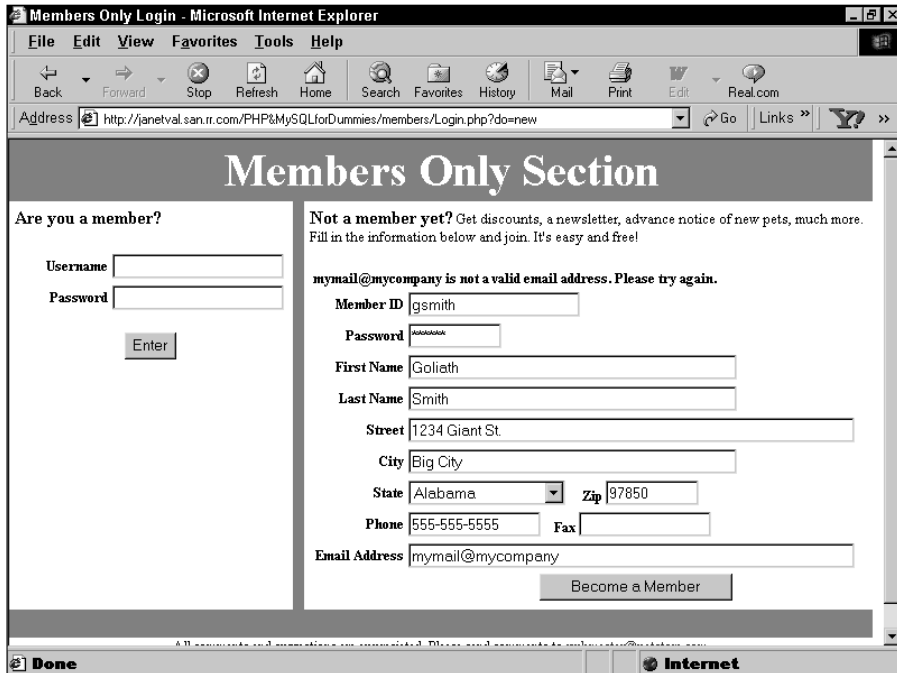 Members Only Login - Microsoft Internet Explorer
File Edit View Favorites Tools Help
Back Forward Stop Refresh Home Search Favorites History Mail Print Edit Real.com
Address http://janetval.san.rr.com/PHP&MySQLforDummies/members/Login.php?do=new Go Links » Y! »
Members Only Section
Are you a member?
Username
Password
Enter
Not a member yet? Get discounts, a newsletter, advance notice of new pets, much more.
Fill in the information below and join. It's easy and free!
mymail@mycompany is not a valid email address. Please try again.
Member ID gsmith
Password ******
First Name Goliath
Last Name Smith
Street 1234 Giant St.
City Big City
State Alabama Zip 97850
Phone 555-555-5555 Fax
Email Address mymail@mycompany
Become a Member
Done Internet